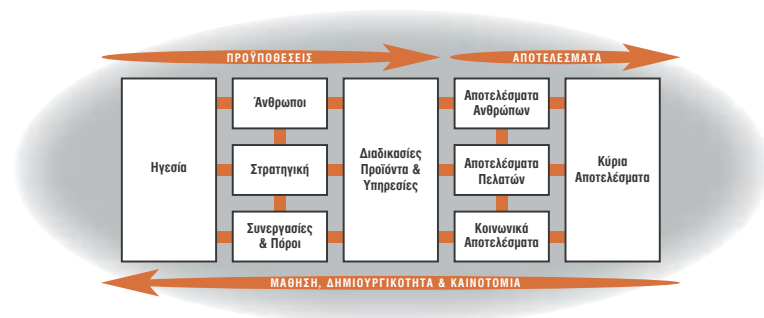 ΠΡΟΫΠΟΘΕΣΕΙΣ
ΑΠΟΤΕΛΕΣΜΑΤΑ
Ηγεσία
Άνθρωποι
Στρατηγική
Συνεργασίες
& Πόροι
Διαδικασίες
Προϊόντα &
Υπηρεσίες
Αποτελέσματα
Ανθρώπων
Αποτελέσματα
Πελατών
Κοινωνικά
Αποτελέσματα
Κύρια
Αποτελέσματα
ΜΑΘΗΣΗ, ΔΗΜΙΟΥΡΓΙΚΟΤΗΤΑ & ΚΑΙΝΟΤΟΜΙΑ